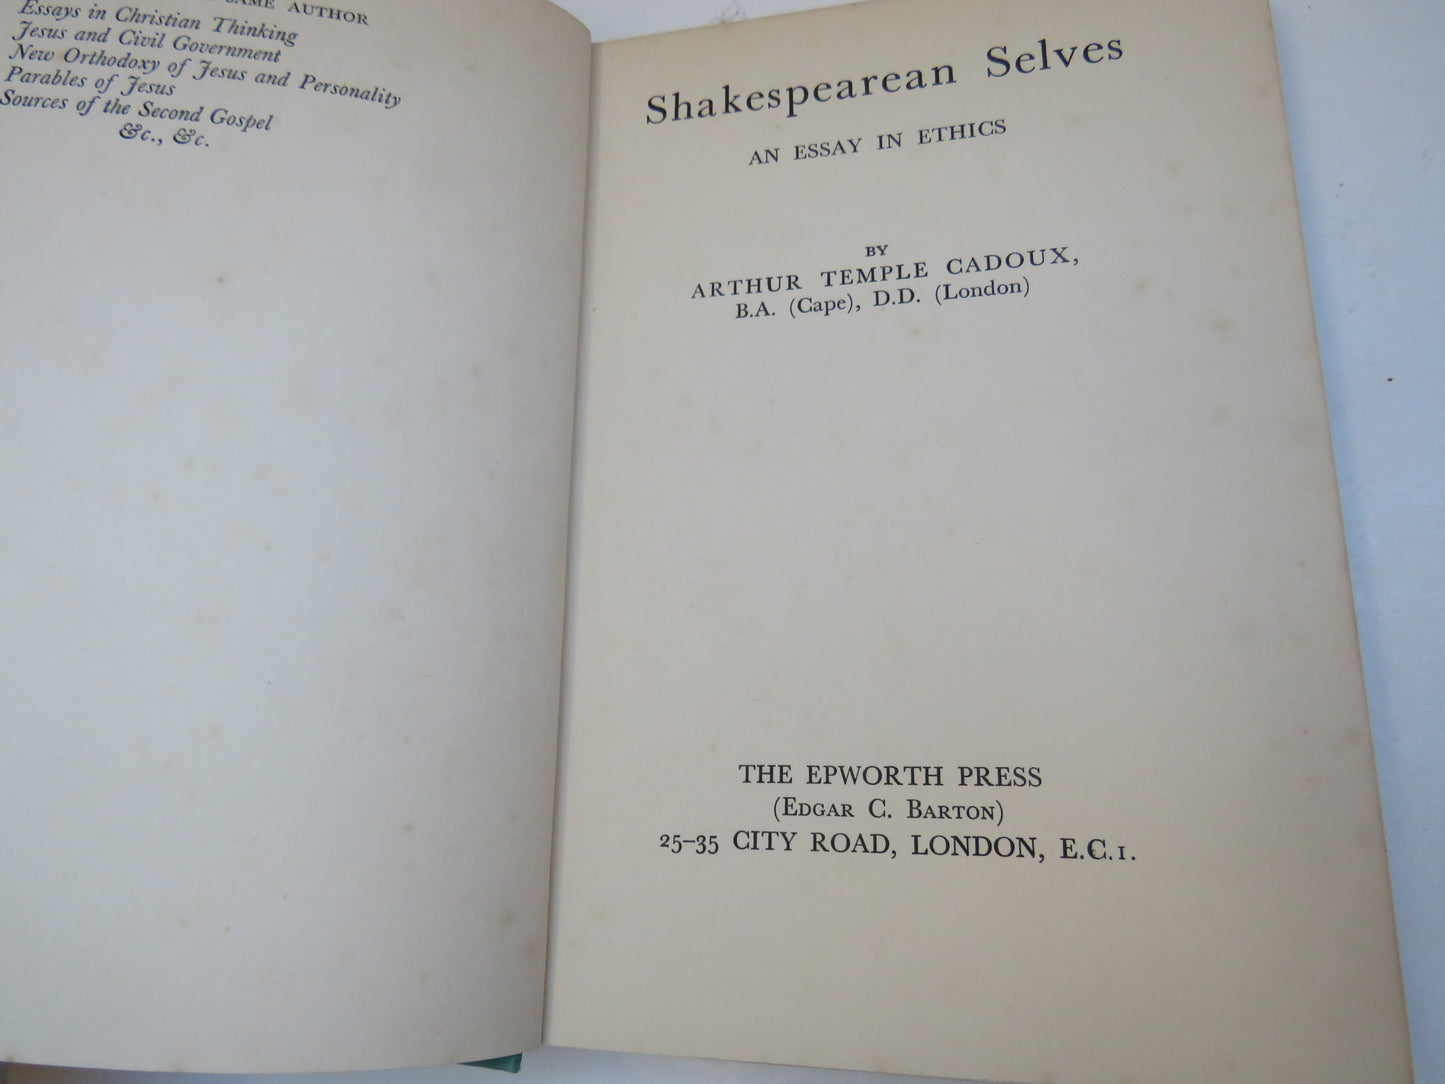 SAME AUTHOR
Essays in Christian Thinking
Jesus and Civil Government
New Orthodoxy of Jesus and Personality
Parables of Jesus
Sources of the Second Gospel
&c., &c.
Shakespearean Selves
AN ESSAY IN ETHICS
BY
ARTHUR TEMPLE CADOUX,
B.A. (Cape), D.D. (London)
THE EPWORTH PRESS
(EDGAR C. BARTON)
25–35 CITY ROAD, LONDON, E.C.1.